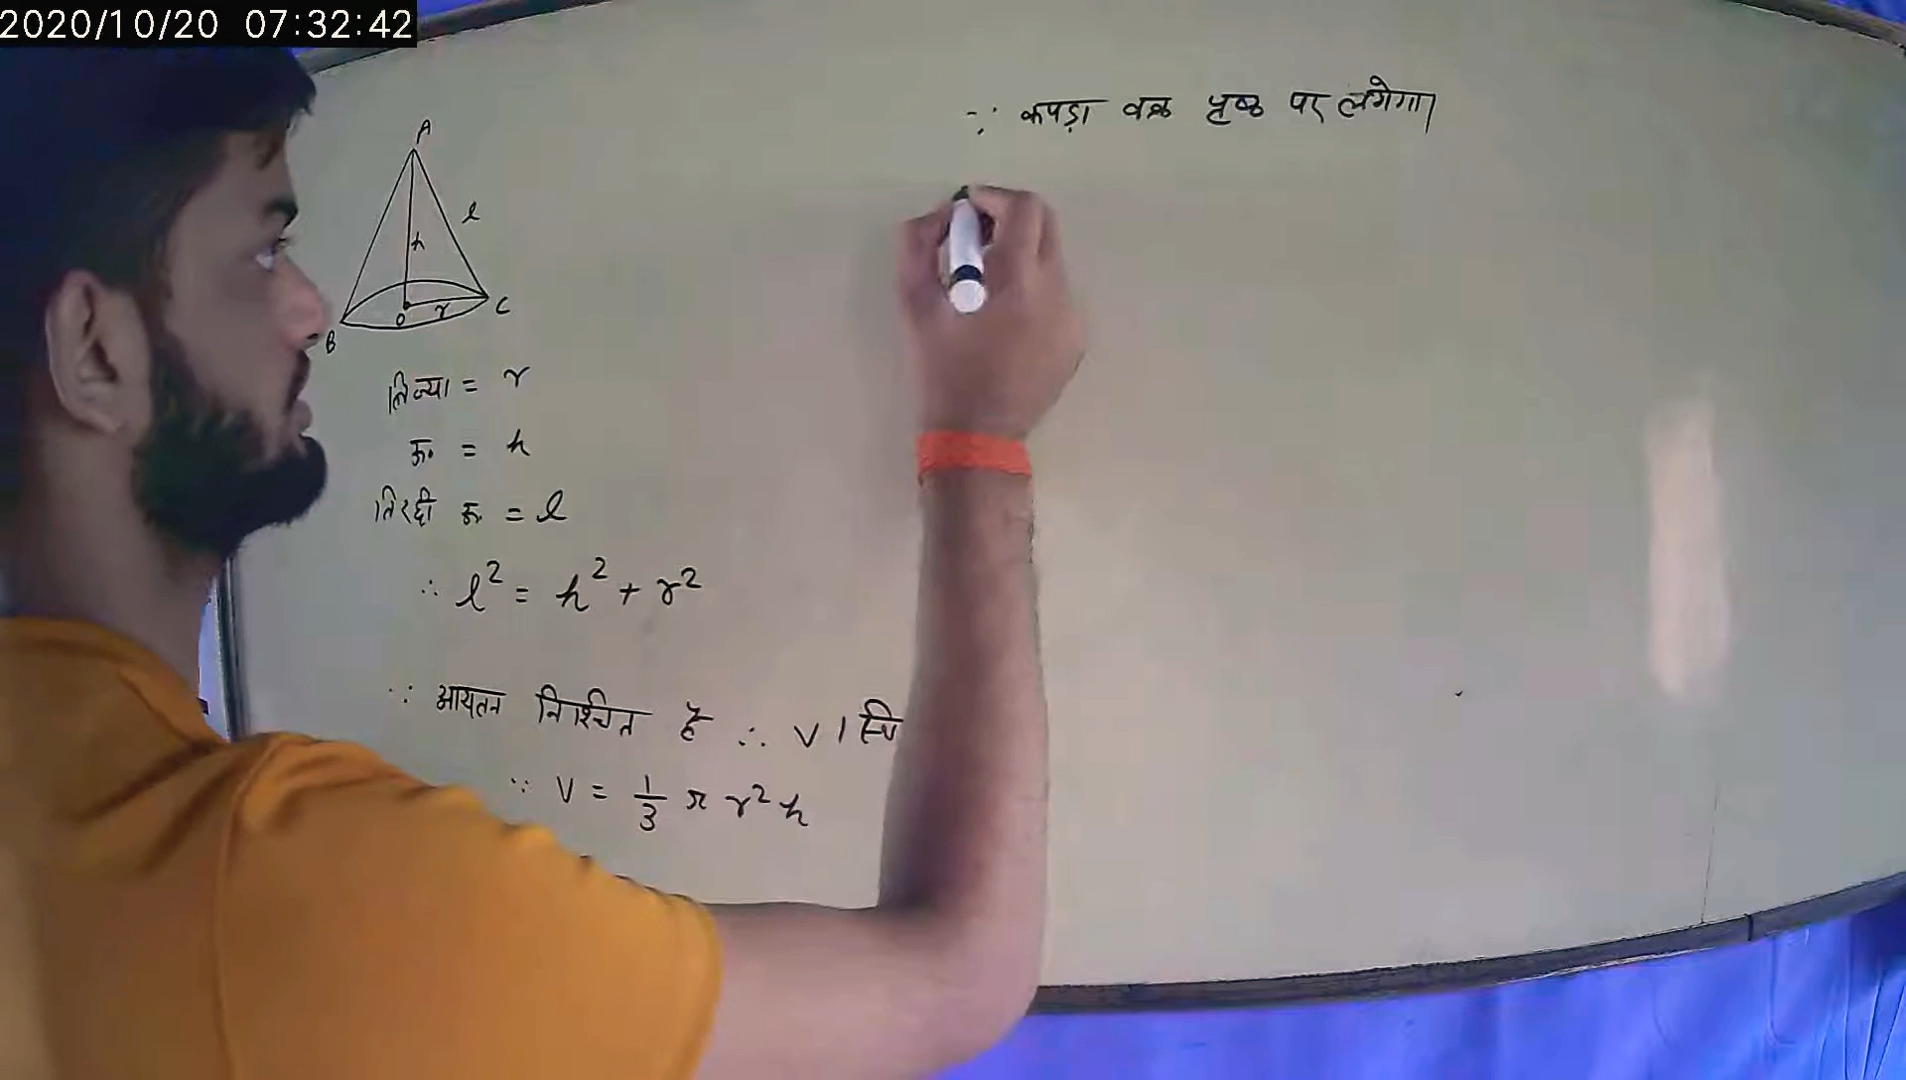 2020/10/20 07:32:42
A
l
h
O r C
B
त्रिज्या = r
ऊ॰ = h
तिरछी ऊ॰ = l
∴ l² = h² + r²
∵ आयतन निश्चित है ∴ V । स्थि
∵ V = 1/3 π r² h
∵ कपड़ा वक्र पृष्ठ पर लगेगा।